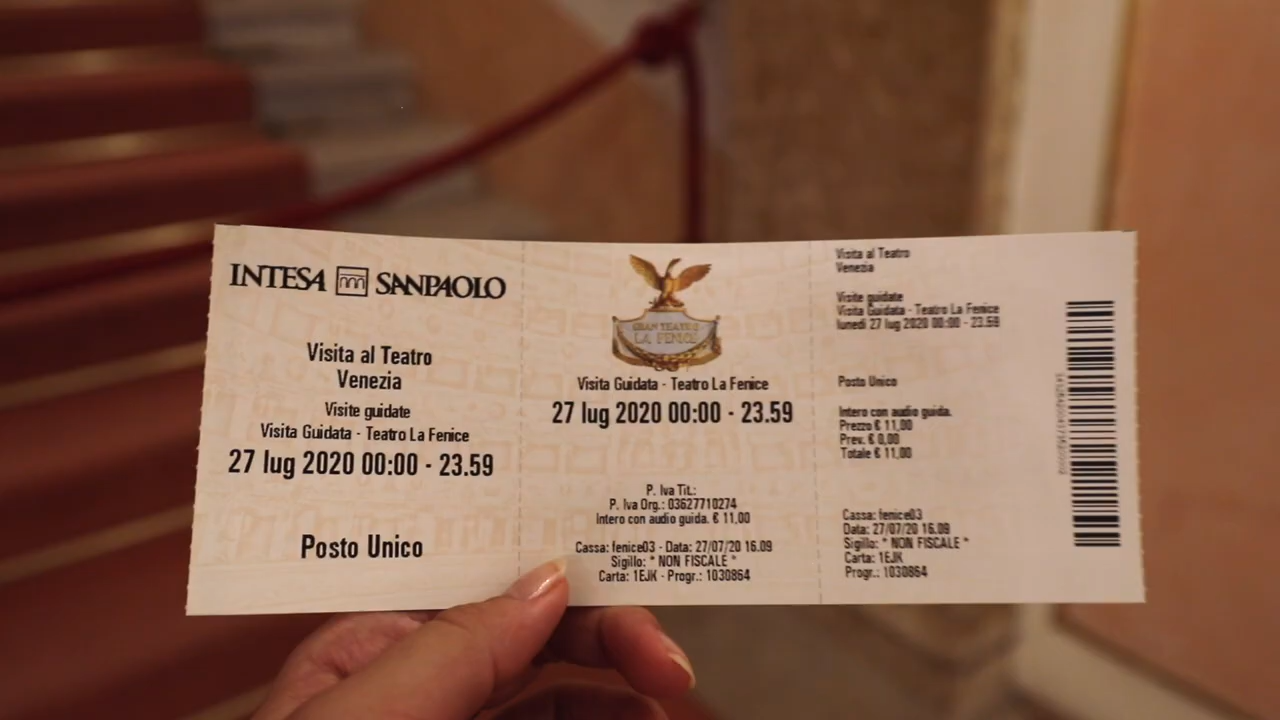 INTESA SANPAOLO
Visita al Teatro
Venezia
Visite guidate
Visita Guidata - Teatro La Fenice
27 lug 2020 00:00 - 23.59
Posto Unico
GRAN TEATRO
LA FENICE
Visita Guidata - Teatro La Fenice
27 lug 2020 00:00 - 23.59
P. Iva Tit.:
P. Iva Org.: 03627710274
Intero con audio guida. € 11,00
Cassa: fenice03 - Data: 27/07/20 16.09
Sigillo: * NON FISCALE *
Carta: 1EJK - Progr.: 1030864
Visita al Teatro
Venezia
Visite guidate
Visita Guidata - Teatro La Fenice
lunedì 27 lug 2020 00:00 - 23.59
Posto Unico
Intero con audio guida.
Prezzo € 11,00
Prev. € 0,00
Totale € 11,00
Cassa: fenice03
Data: 27/07/20 16.09
Sigillo: * NON FISCALE *
Carta: 1EJK
Progr.: 1030864